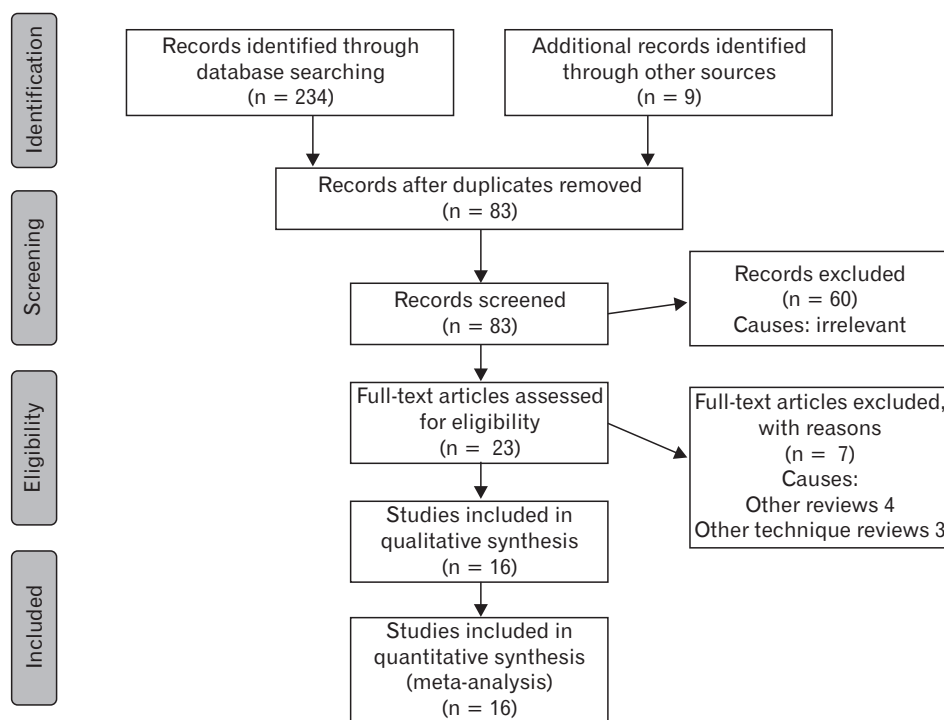 Identification
Records identified through
database searching
(n = 234)
Additional records identified
through other sources
(n = 9)
Records after duplicates removed
(n = 83)
Screening
Records screened
(n = 83)
Records excluded
(n = 60)
Causes: irrelevant
Eligibility
Full-text articles assessed
for eligibility
(n = 23)
Full-text articles excluded,
with reasons
(n = 7)
Causes:
Other reviews 4
Other technique reviews 3
Studies included in
qualitative synthesis
(n = 16)
Included
Studies included in
quantitative synthesis
(meta-analysis)
(n = 16)